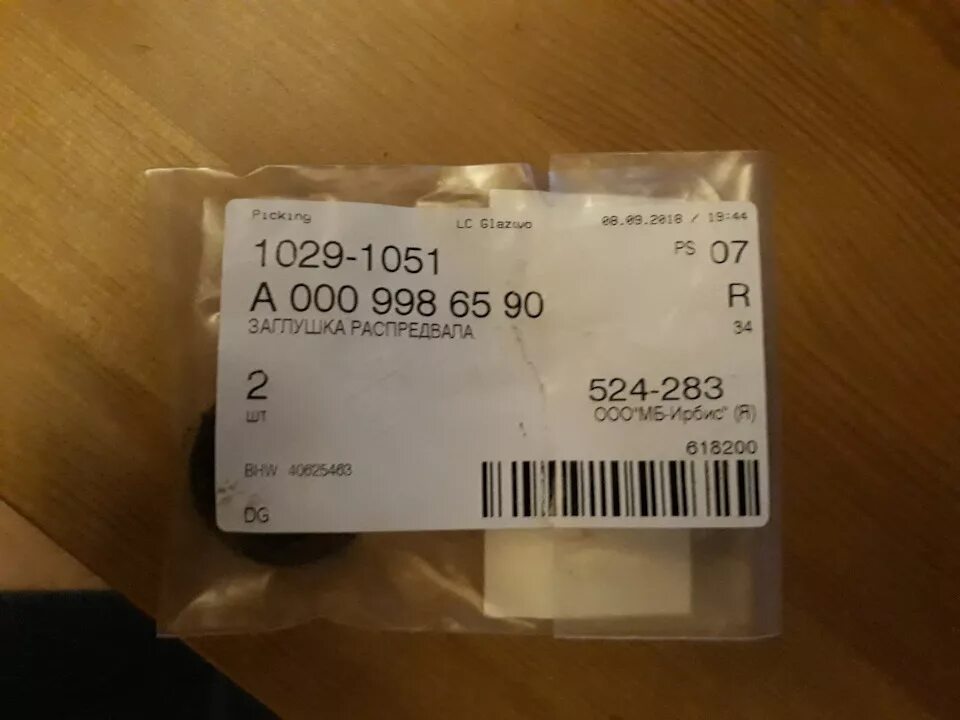 Picking LC Glazovo 08.09.2018 / 19:44
1029-1051 PS 07
A 000 998 65 90 R
ЗАГЛУШКА РАСПРЕДВАЛА 34
2 524-283
шт ООО"МБ-Ирбис" (Я)
618200
BHW 40625463
DG